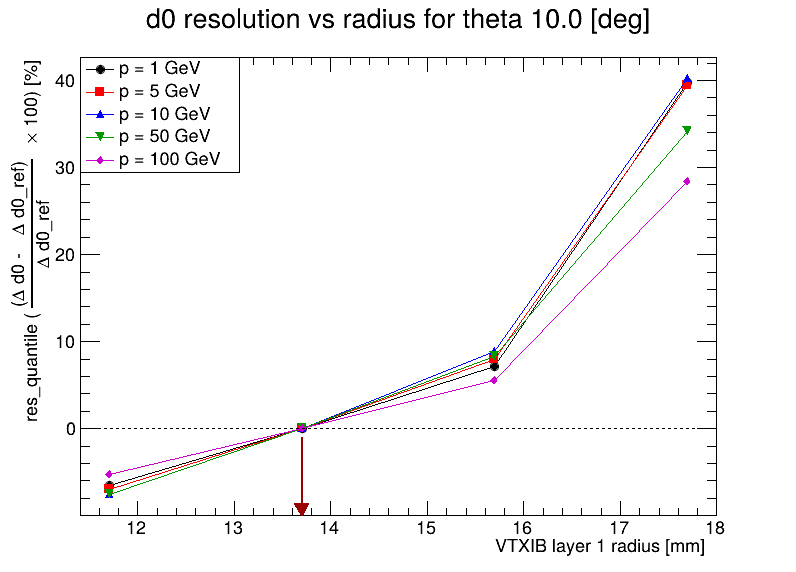 d0 resolution vs radius for theta 10.0 [deg]
res_quantile ( (Δ d0 - Δ d0_ref) / Δ d0_ref × 100) [%]
p = 1 GeV
p = 5 GeV
p = 10 GeV
p = 50 GeV
p = 100 GeV
40
30
20
10
0
12 13 14 15 16 17 18
VTXIB layer 1 radius [mm]